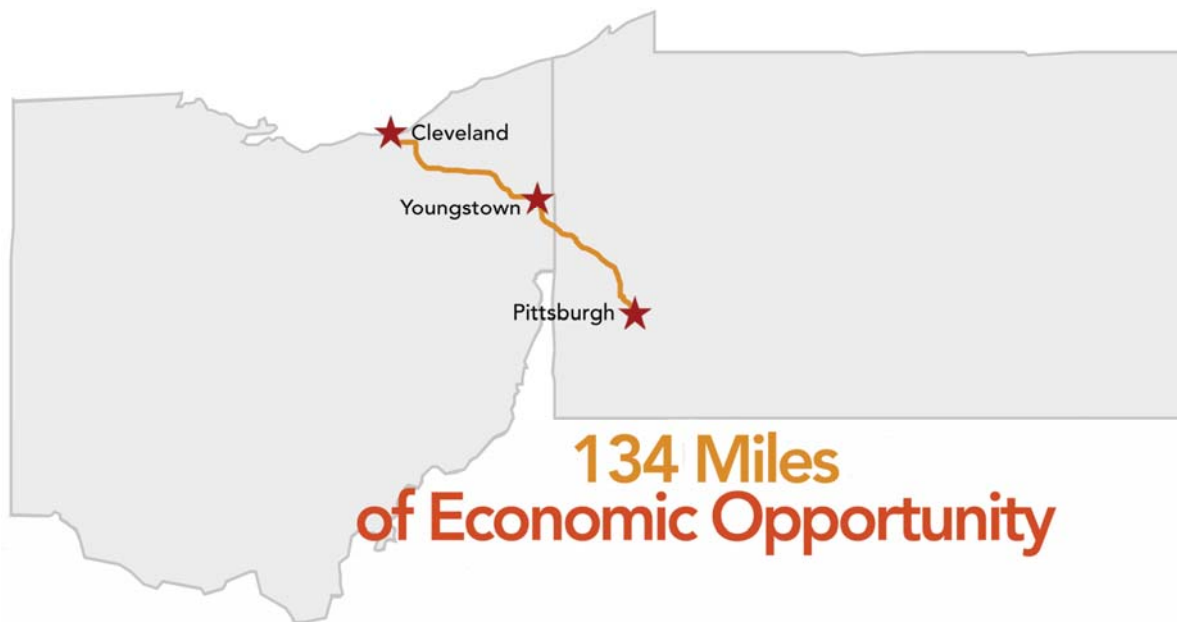 Cleveland
Youngstown
Pittsburgh
134 Miles
of Economic Opportunity